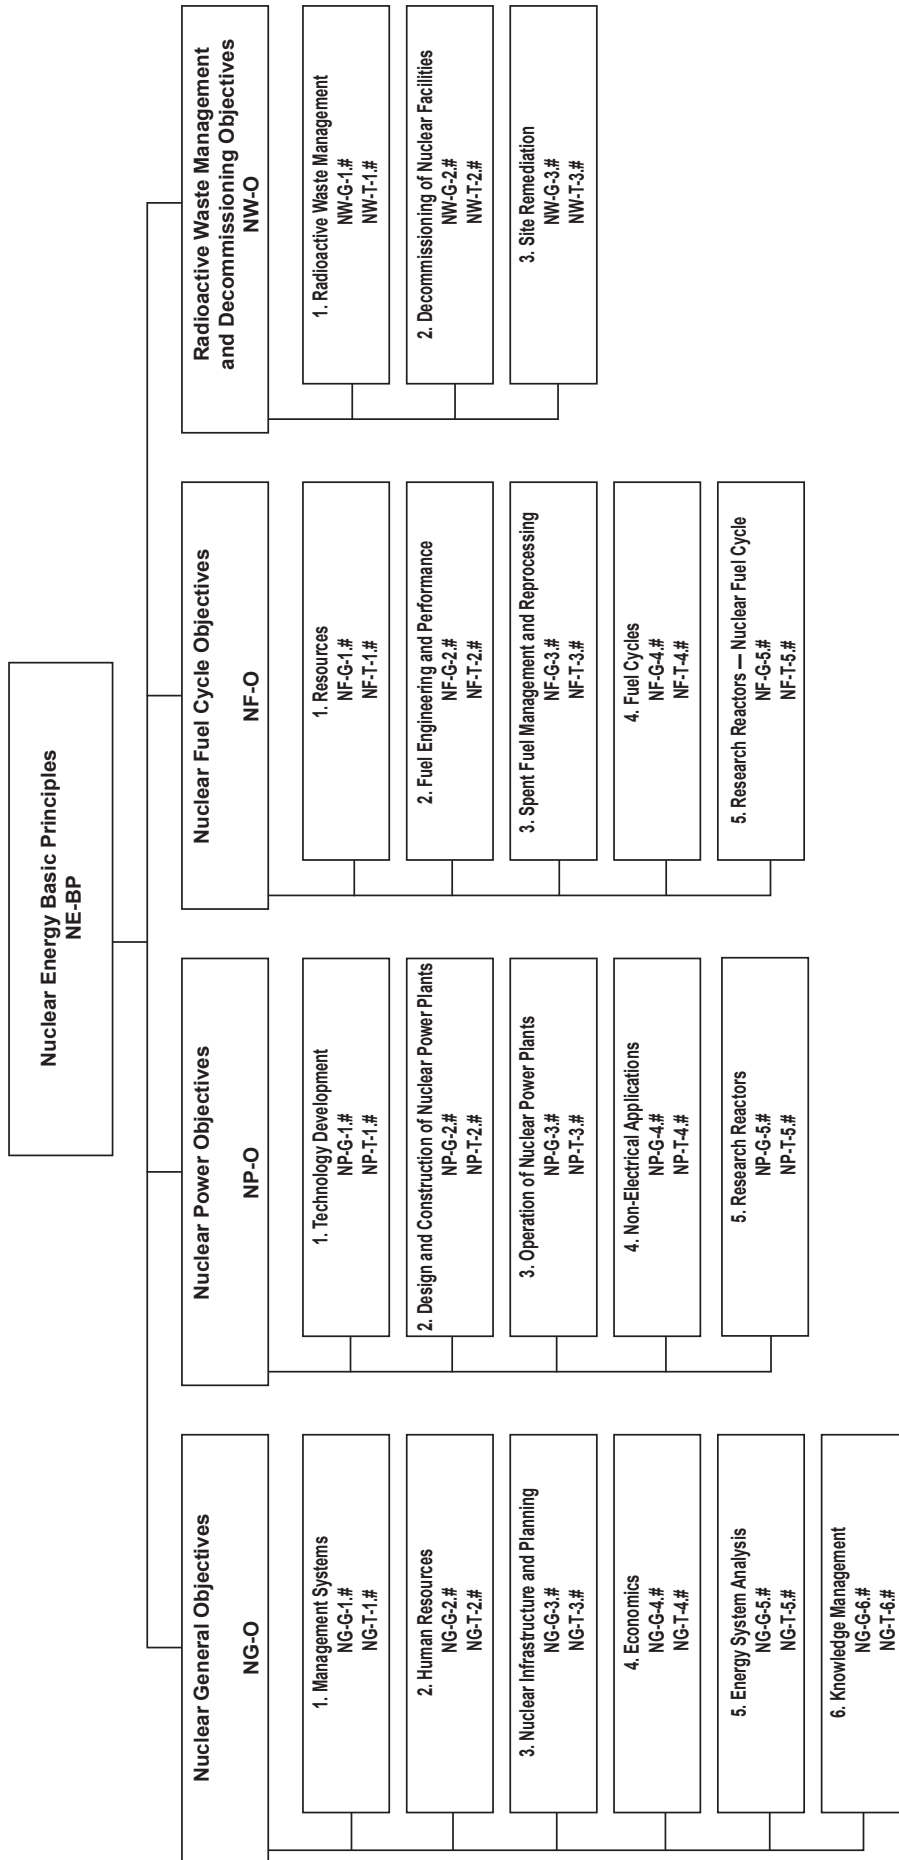 Nuclear Energy Basic Principles
NE-BP
Nuclear General Objectives
NG-O
1. Management Systems
NG-G-1.#
NG-T-1.#
2. Human Resources
NG-G-2.#
NG-T-2.#
3. Nuclear Infrastructure and Planning
NG-G-3.#
NG-T-3.#
4. Economics
NG-G-4.#
NG-T-4.#
5. Energy System Analysis
NG-G-5.#
NG-T-5.#
6. Knowledge Management
NG-G-6.#
NG-T-6.#
Nuclear Power Objectives
NP-O
1. Technology Development
NP-G-1.#
NP-T-1.#
2. Design and Construction of Nuclear Power Plants
NP-G-2.#
NP-T-2.#
3. Operation of Nuclear Power Plants
NP-G-3.#
NP-T-3.#
4. Non-Electrical Applications
NP-G-4.#
NP-T-4.#
5. Research Reactors
NP-G-5.#
NP-T-5.#
Nuclear Fuel Cycle Objectives
NF-O
1. Resources
NF-G-1.#
NF-T-1.#
2. Fuel Engineering and Performance
NF-G-2.#
NF-T-2.#
3. Spent Fuel Management and Reprocessing
NF-G-3.#
NF-T-3.#
4. Fuel Cycles
NF-G-4.#
NF-T-4.#
5. Research Reactors — Nuclear Fuel Cycle
NF-G-5.#
NF-T-5.#
Radioactive Waste Management
and Decommissioning Objectives
NW-O
1. Radioactive Waste Management
NW-G-1.#
NW-T-1.#
2. Decommissioning of Nuclear Facilities
NW-G-2.#
NW-T-2.#
3. Site Remediation
NW-G-3.#
NW-T-3.#